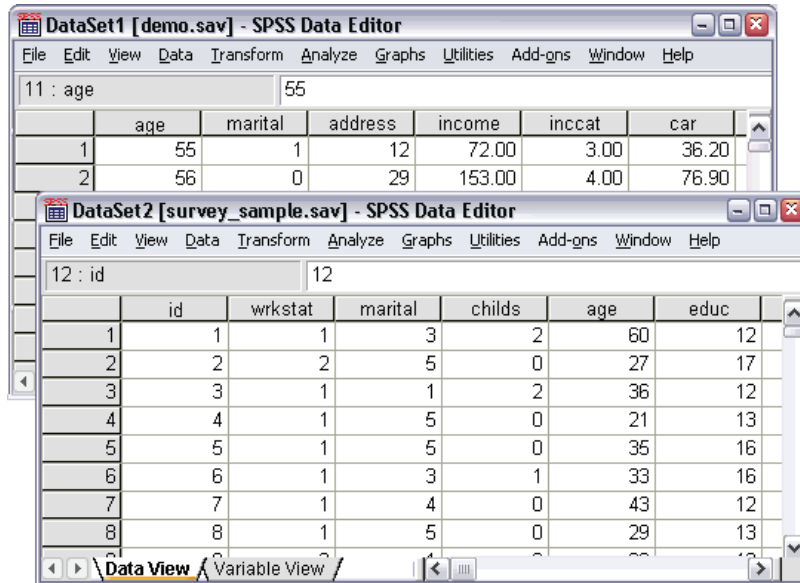 DataSet1 [demo.sav] - SPSS Data Editor
File Edit View Data Transform Analyze Graphs Utilities Add-ons Window Help
11 : age 55
age marital address income inccat car
1 55 1 12 72.00 3.00 36.20
2 56 0 29 153.00 4.00 76.90
DataSet2 [survey_sample.sav] - SPSS Data Editor
File Edit View Data Transform Analyze Graphs Utilities Add-ons Window Help
12 : id 12
id wrkstat marital childs age educ
1 1 1 3 2 60 12
2 2 2 5 0 27 17
3 3 1 1 2 36 12
4 4 1 5 0 21 13
5 5 1 5 0 35 16
6 6 1 3 1 33 16
7 7 1 4 0 43 12
8 8 1 5 0 29 13
Data View Variable View